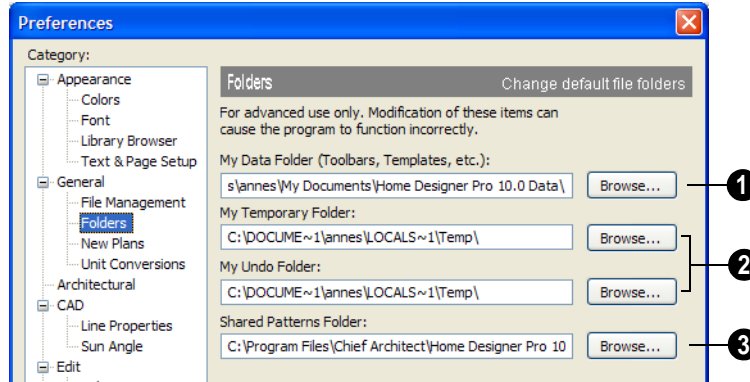 Preferences
Category:
Appearance
Colors
Font
Library Browser
Text & Page Setup
General
File Management
Folders
New Plans
Unit Conversions
Architectural
CAD
Line Properties
Sun Angle
Edit
Folders
Change default file folders
For advanced use only. Modification of these items can
cause the program to function incorrectly.
My Data Folder (Toolbars, Templates, etc.):
s\annes\My Documents\Home Designer Pro 10.0 Data\
Browse...
1
My Temporary Folder:
C:\DOCUME~1\annes\LOCALS~1\Temp\
Browse...
2
My Undo Folder:
C:\DOCUME~1\annes\LOCALS~1\Temp\
Browse...
Shared Patterns Folder:
C:\Program Files\Chief Architect\Home Designer Pro 10
Browse...
3